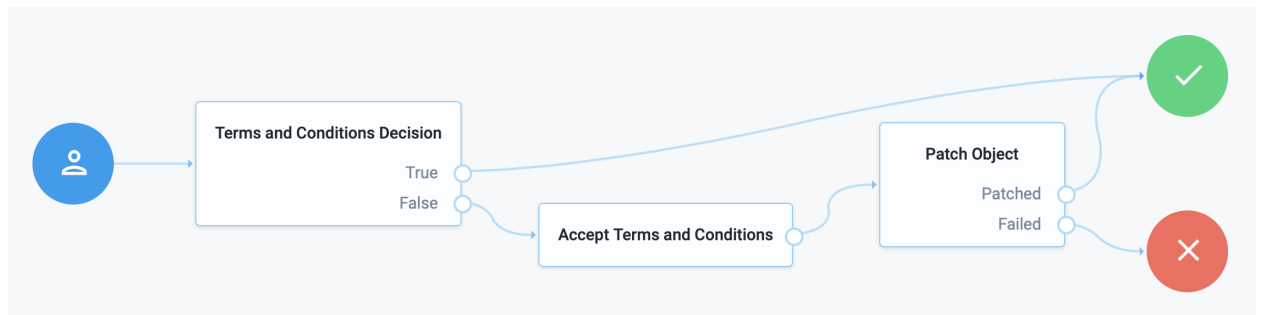 Terms and Conditions Decision
True
False
Accept Terms and Conditions
Patch Object
Patched
Failed